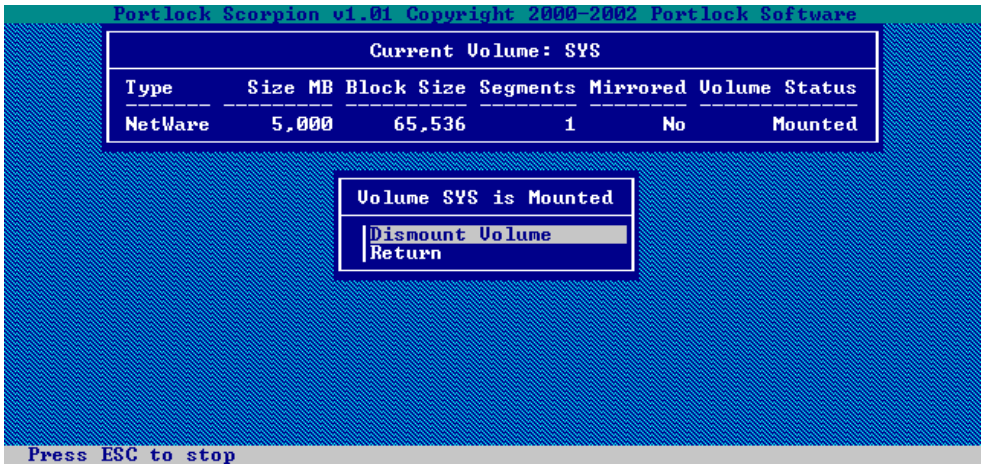 Portlock Scorpion v1.01 Copyright 2000-2002 Portlock Software
Current Volume: SYS
Type Size MB Block Size Segments Mirrored Volume Status
NetWare 5,000 65,536 1 No Mounted
Volume SYS is Mounted
Dismount Volume
Return
Press ESC to stop